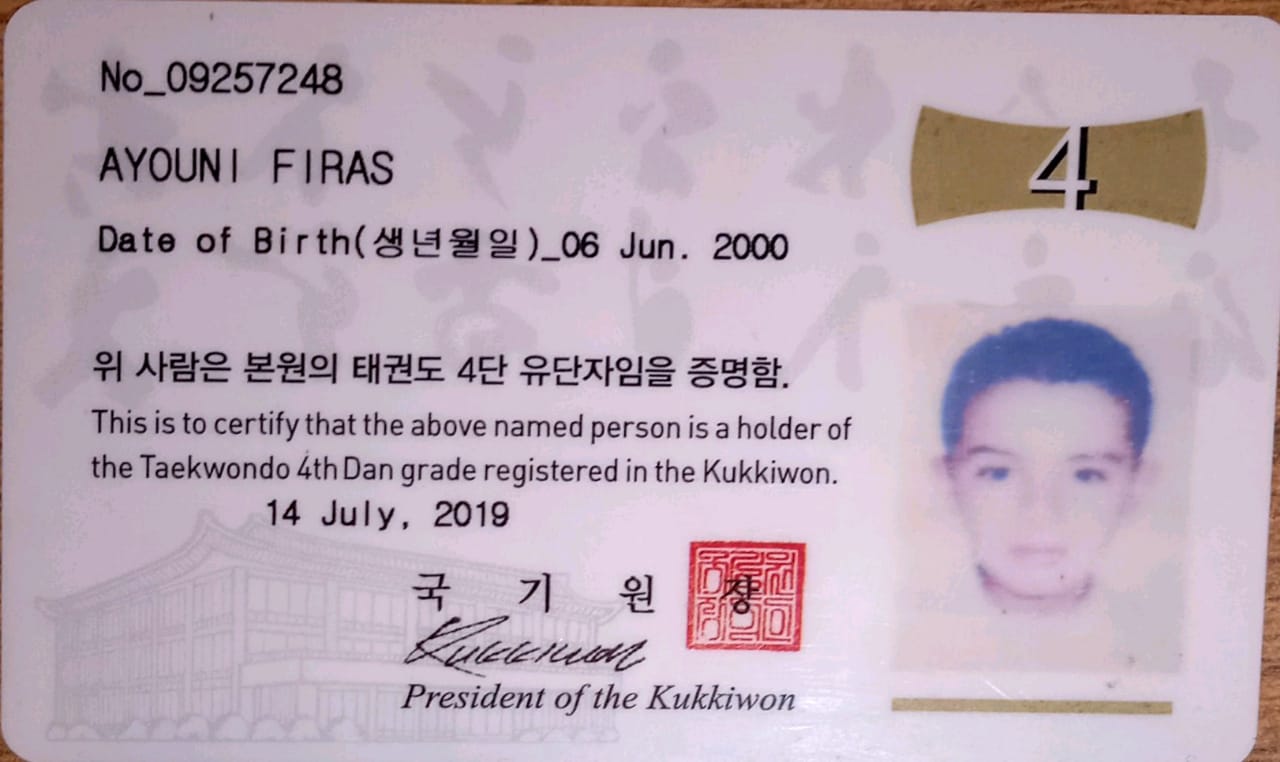 No_09257248
4
AYOUNI FIRAS
Date of Birth(생년월일)_06 Jun. 2000
위 사람은 본원의 태권도 4단 유단자임을 증명함.
This is to certify that the above named person is a holder of
the Taekwondo 4th Dan grade registered in the Kukkiwon.
14 July, 2019
국 기 원 장
Kukkiwon
President of the Kukkiwon